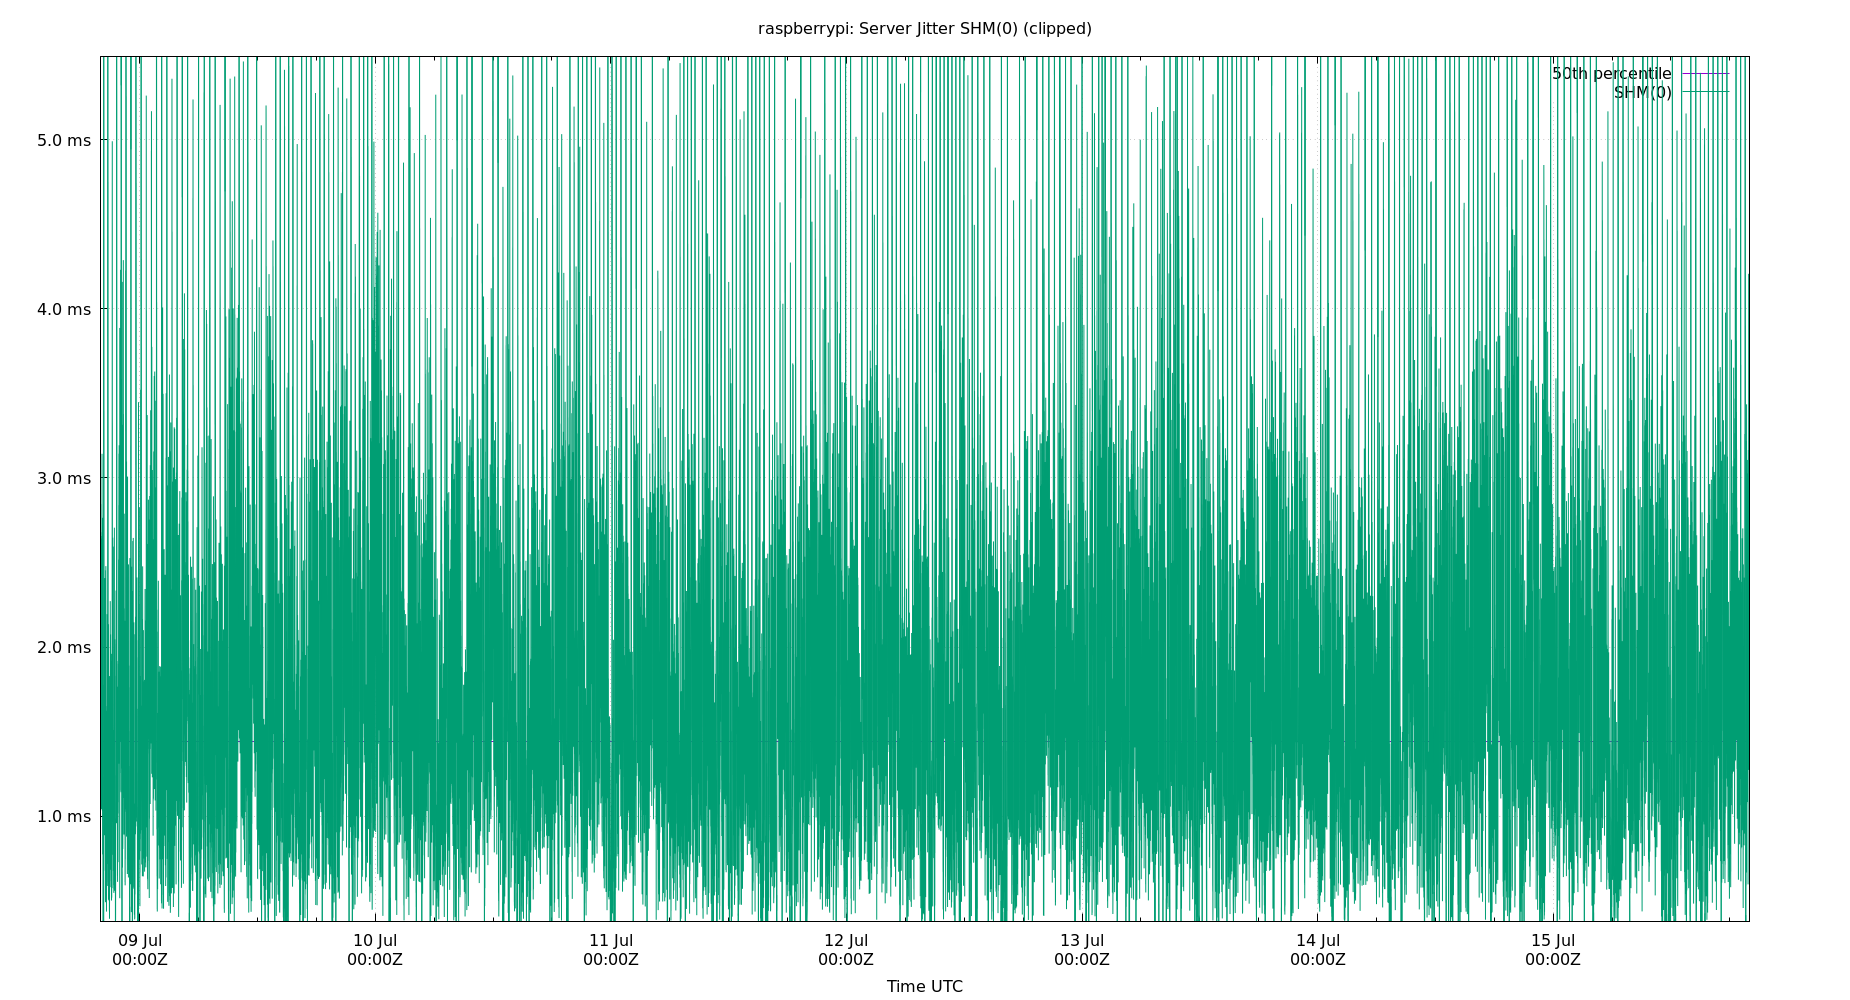 raspberrypi: Server Jitter SHM(0) (clipped)
50th percentile
SHM(0)
5.0 ms
4.0 ms
3.0 ms
2.0 ms
1.0 ms
09 Jul 10 Jul 11 Jul 12 Jul 13 Jul 14 Jul 15 Jul
00:00Z 00:00Z 00:00Z 00:00Z 00:00Z 00:00Z 00:00Z
Time UTC